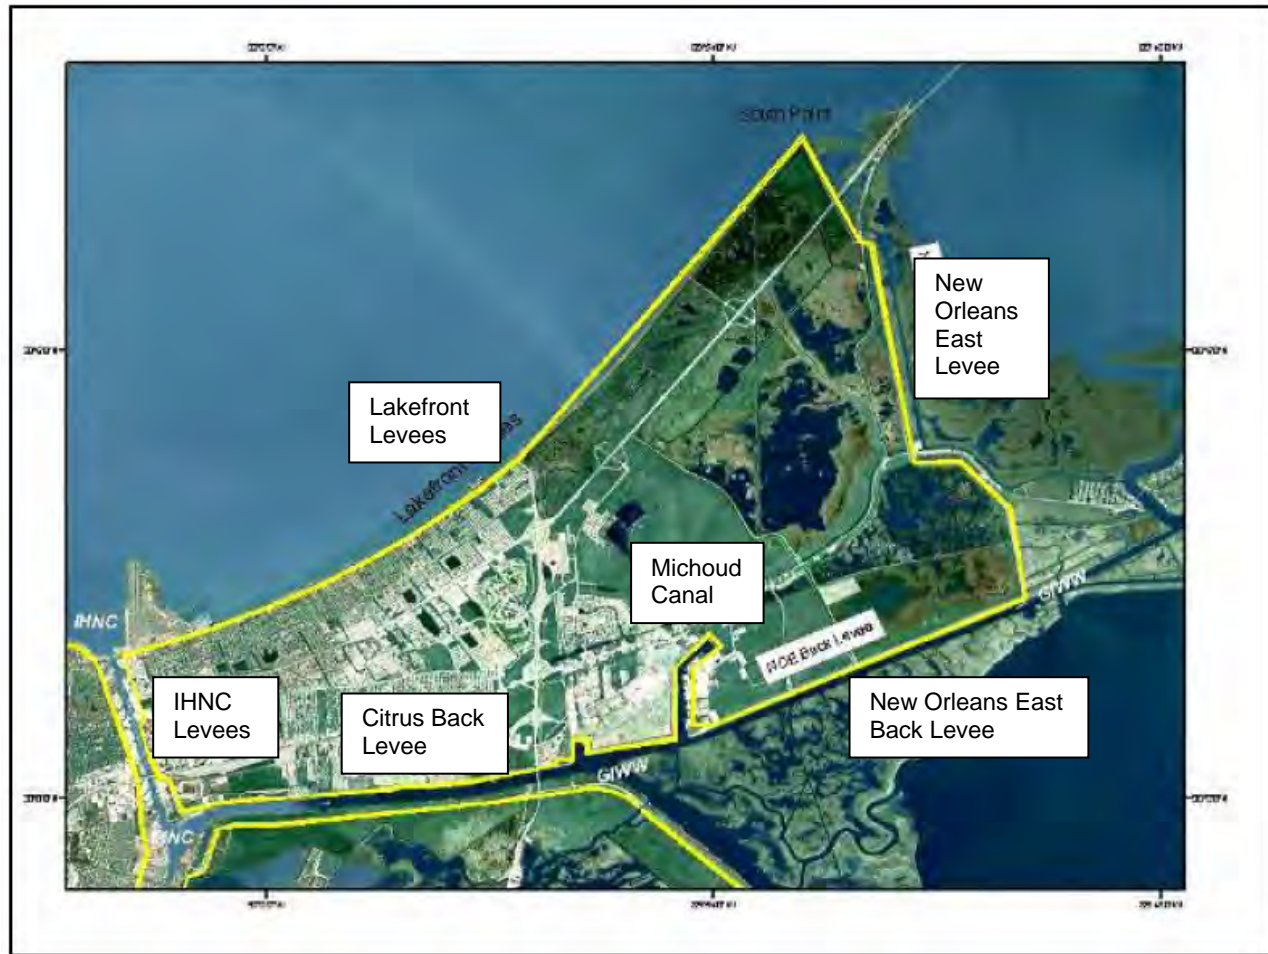 South Point
New
Orleans
East
Levee
Lakefront
Levees
Lakefront
Michoud
Canal
GIWW
IHNC
NOE Back Levee
IHNC
Levees
Citrus Back
Levee
New Orleans East
Back Levee
GIWW
IHNC